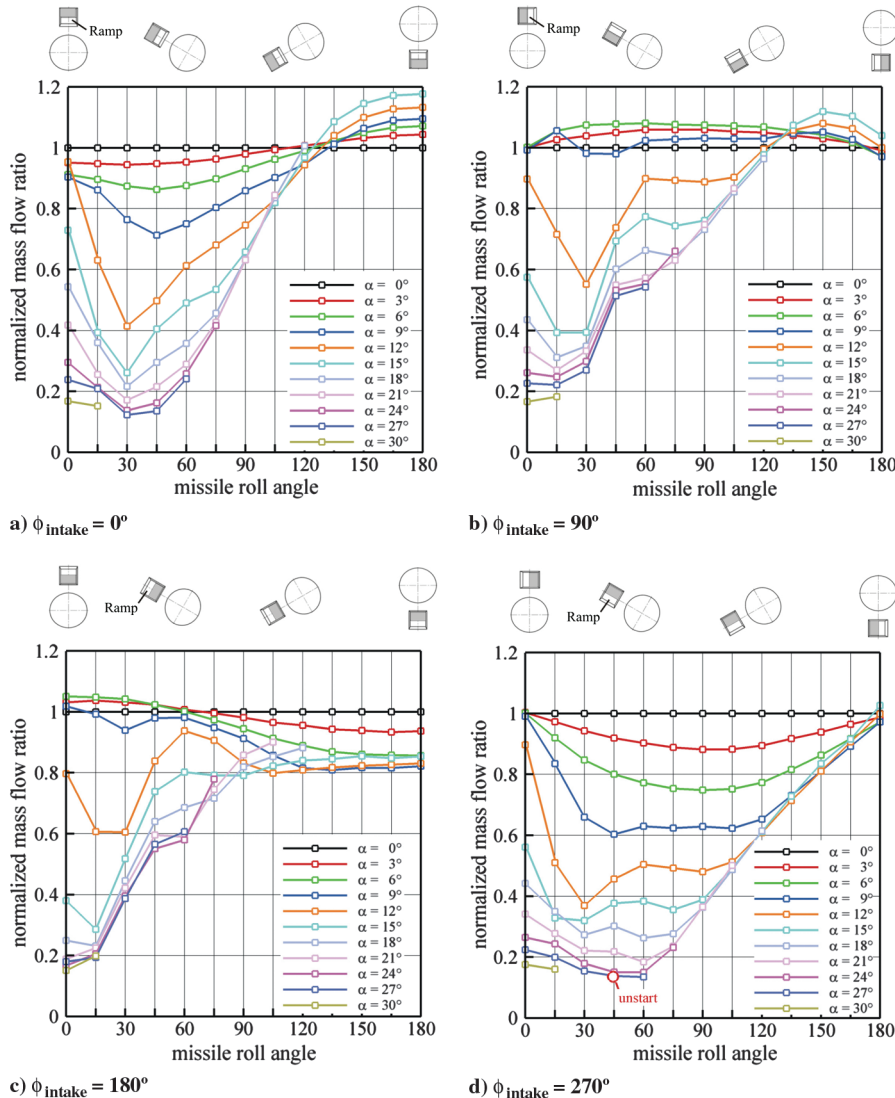 Ramp
Ramp
1.2
1
0.8
0.6
0.4
0.2
0
normalized mass flow ratio
α = 0°
α = 3°
α = 6°
α = 9°
α = 12°
α = 15°
α = 18°
α = 21°
α = 24°
α = 27°
α = 30°
0 30 60 90 120 150 180
missile roll angle
a) ϕintake = 0º
1.2
1
0.8
0.6
0.4
0.2
0
normalized mass flow ratio
α = 0°
α = 3°
α = 6°
α = 9°
α = 12°
α = 15°
α = 18°
α = 21°
α = 24°
α = 27°
α = 30°
0 30 60 90 120 150 180
missile roll angle
b) ϕintake = 90º
Ramp
Ramp
1.2
1
0.8
0.6
0.4
0.2
0
normalized mass flow ratio
α = 0°
α = 3°
α = 6°
α = 9°
α = 12°
α = 15°
α = 18°
α = 21°
α = 24°
α = 27°
α = 30°
0 30 60 90 120 150 180
missile roll angle
c) ϕintake = 180º
1.2
1
0.8
0.6
0.4
0.2
0
normalized mass flow ratio
α = 0°
α = 3°
α = 6°
α = 9°
α = 12°
α = 15°
α = 18°
α = 21°
α = 24°
α = 27°
α = 30°
unstart
0 30 60 90 120 150 180
missile roll angle
d) ϕintake = 270º